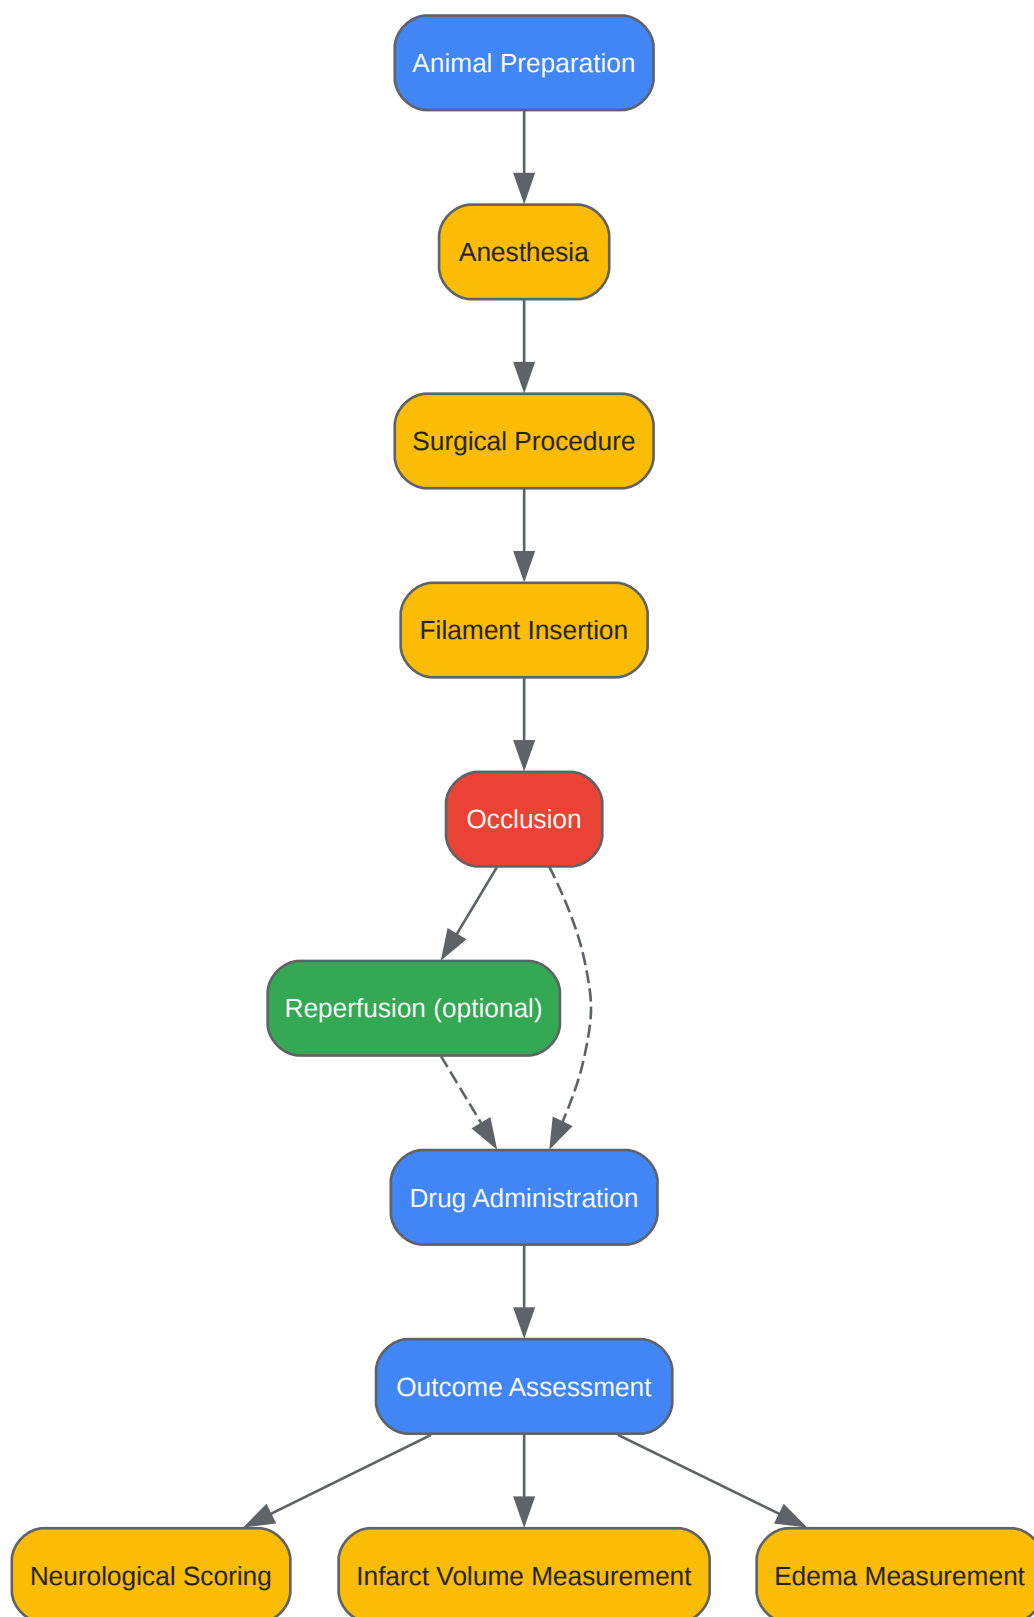 Animal Preparation
Anesthesia
Surgical Procedure
Filament Insertion
Occlusion
Reperfusion (optional)
Drug Administration
Outcome Assessment
Neurological Scoring
Infarct Volume Measurement
Edema Measurement